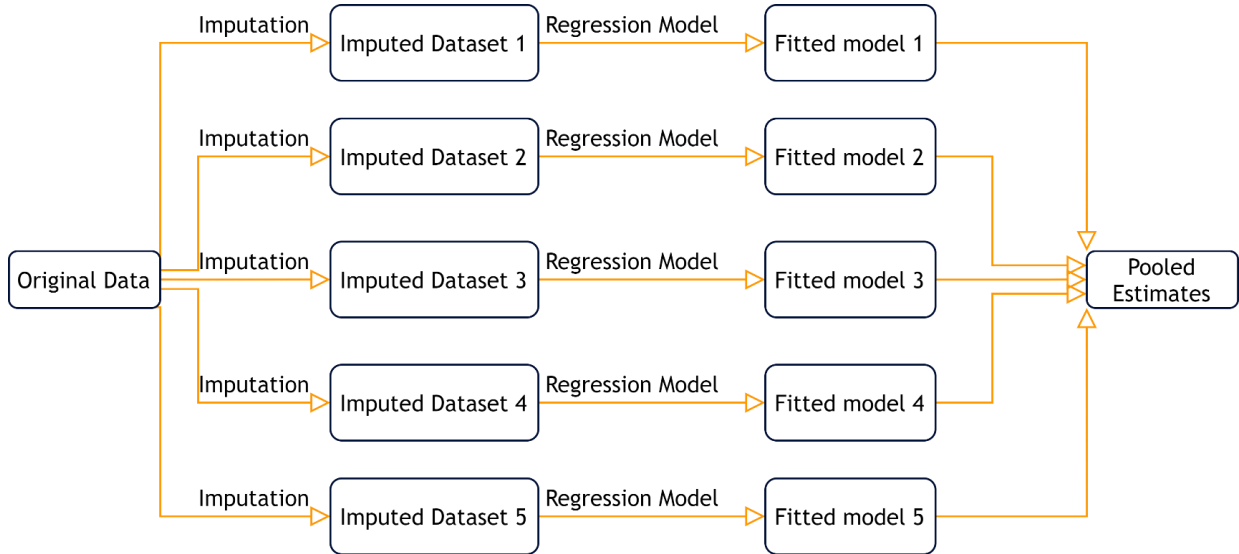 Imputation
Imputed Dataset 1
Regression Model
Fitted model 1
Imputation
Imputed Dataset 2
Regression Model
Fitted model 2
Original Data
Imputation
Imputed Dataset 3
Regression Model
Fitted model 3
Pooled
Estimates
Imputation
Imputed Dataset 4
Regression Model
Fitted model 4
Imputation
Imputed Dataset 5
Regression Model
Fitted model 5